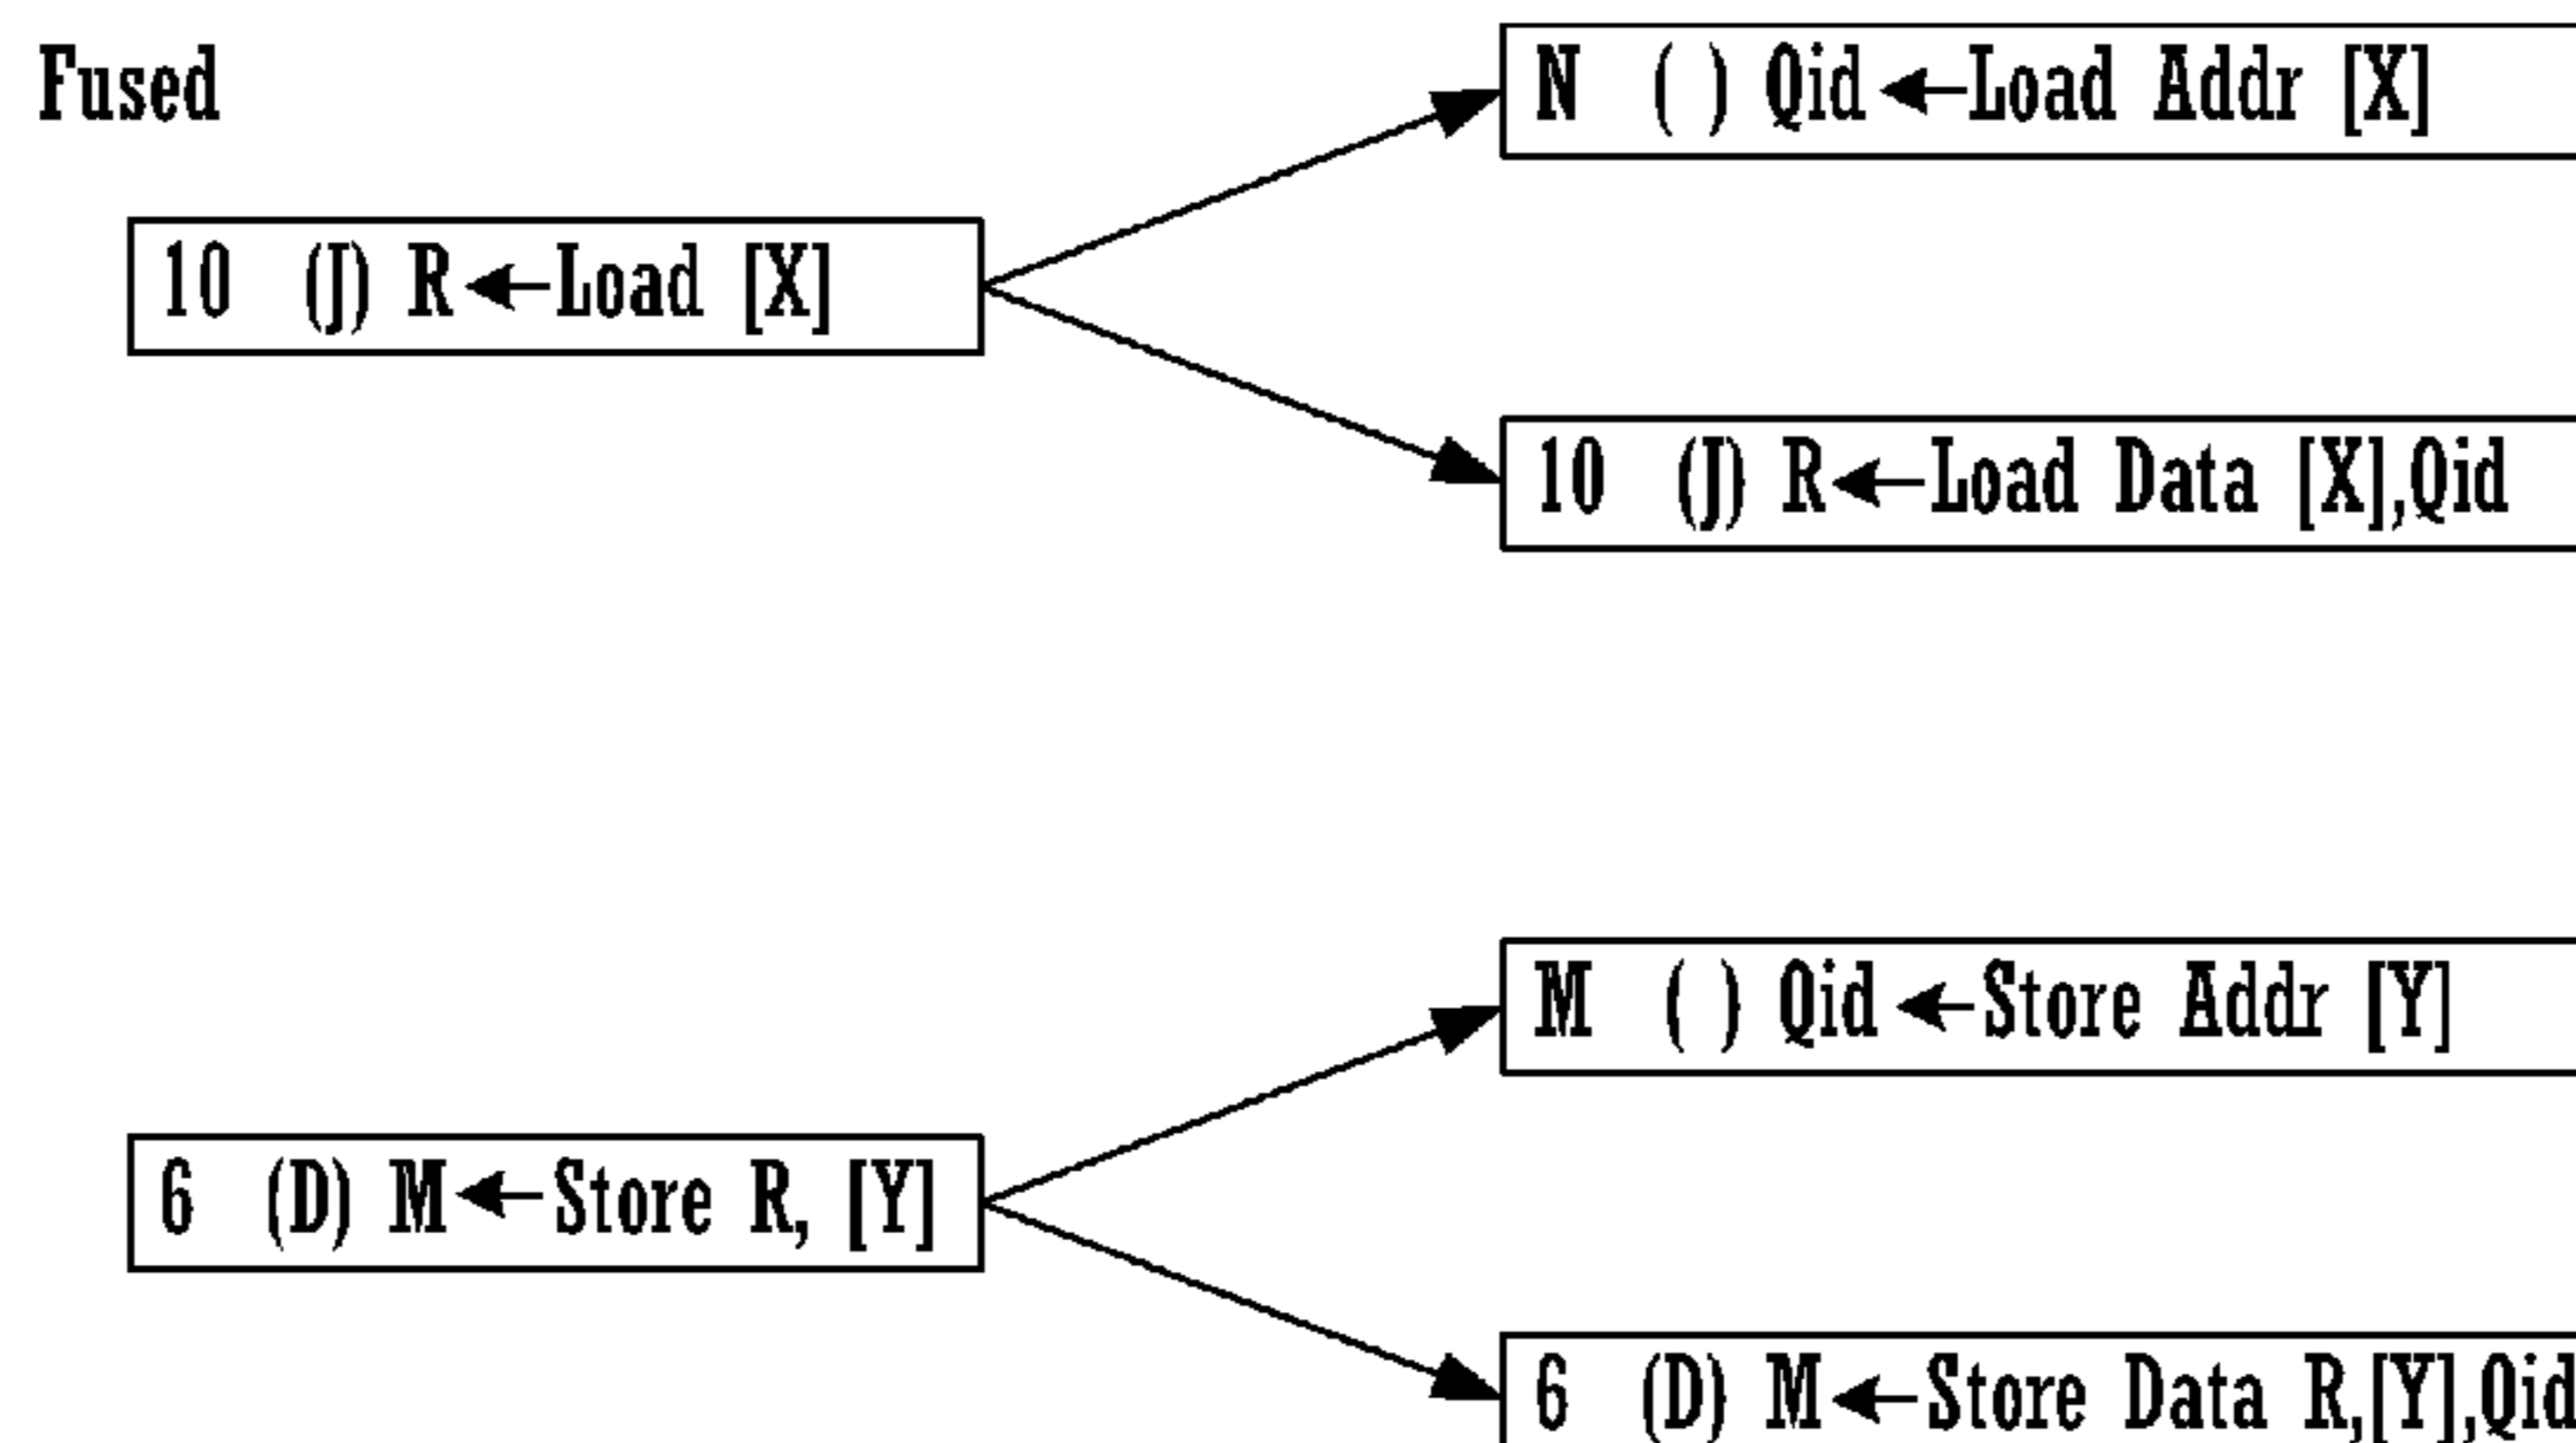 Fused
N ( ) Qid←Load Addr [X]
10 (J) R←Load [X]
10 (J) R←Load Data [X],Qid
M ( ) Qid←Store Addr [Y]
6 (D) M←Store R, [Y]
6 (D) M←Store Data R,[Y],Qid